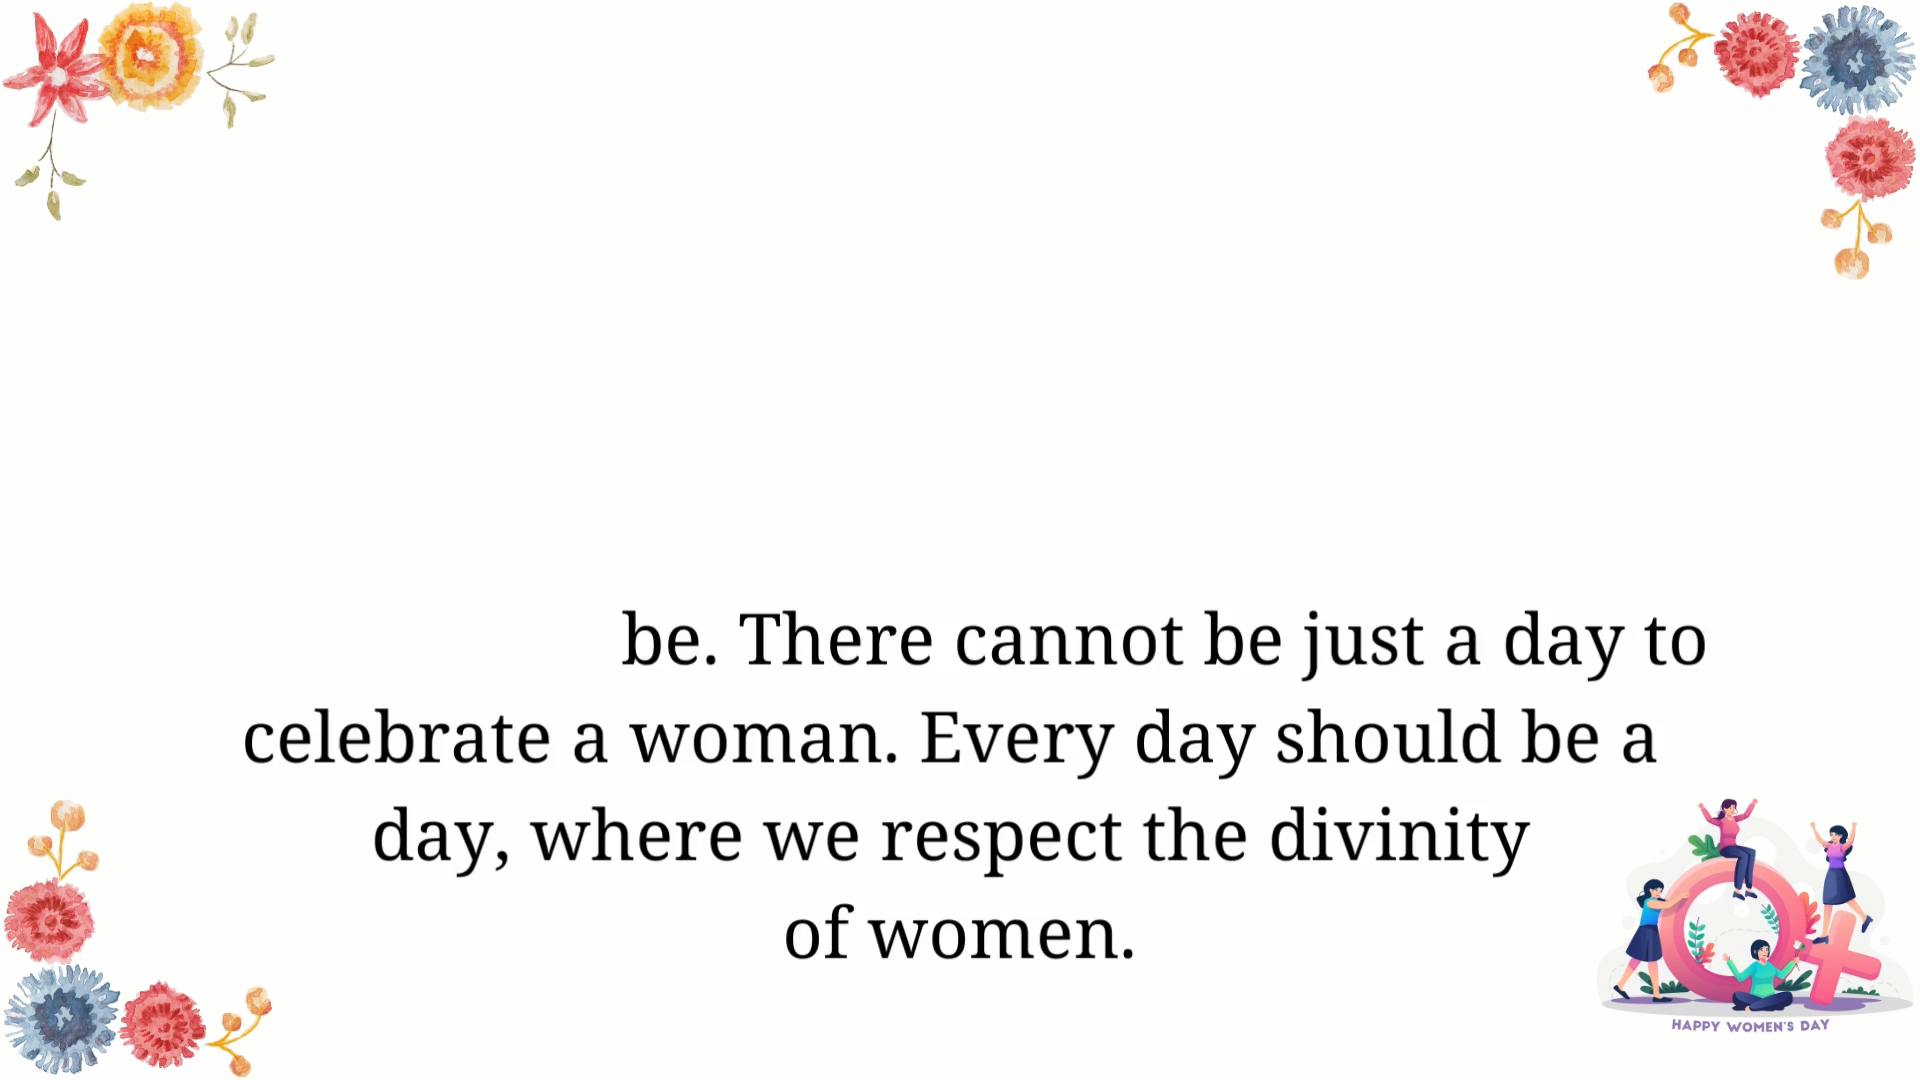 be. There cannot be just a day to
celebrate a woman. Every day should be a
day, where we respect the divinity
of women.
HAPPY WOMEN'S DAY